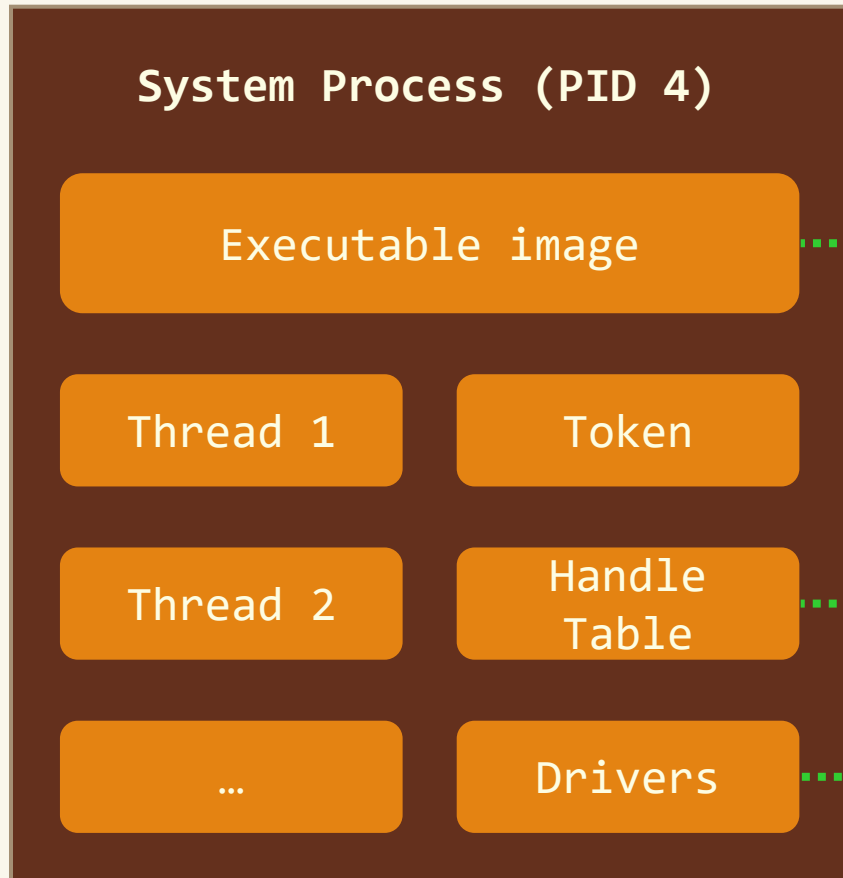 System Process (PID 4)
Executable image
Thread 1
Token
Thread 2
Handle
Table
…
Drivers